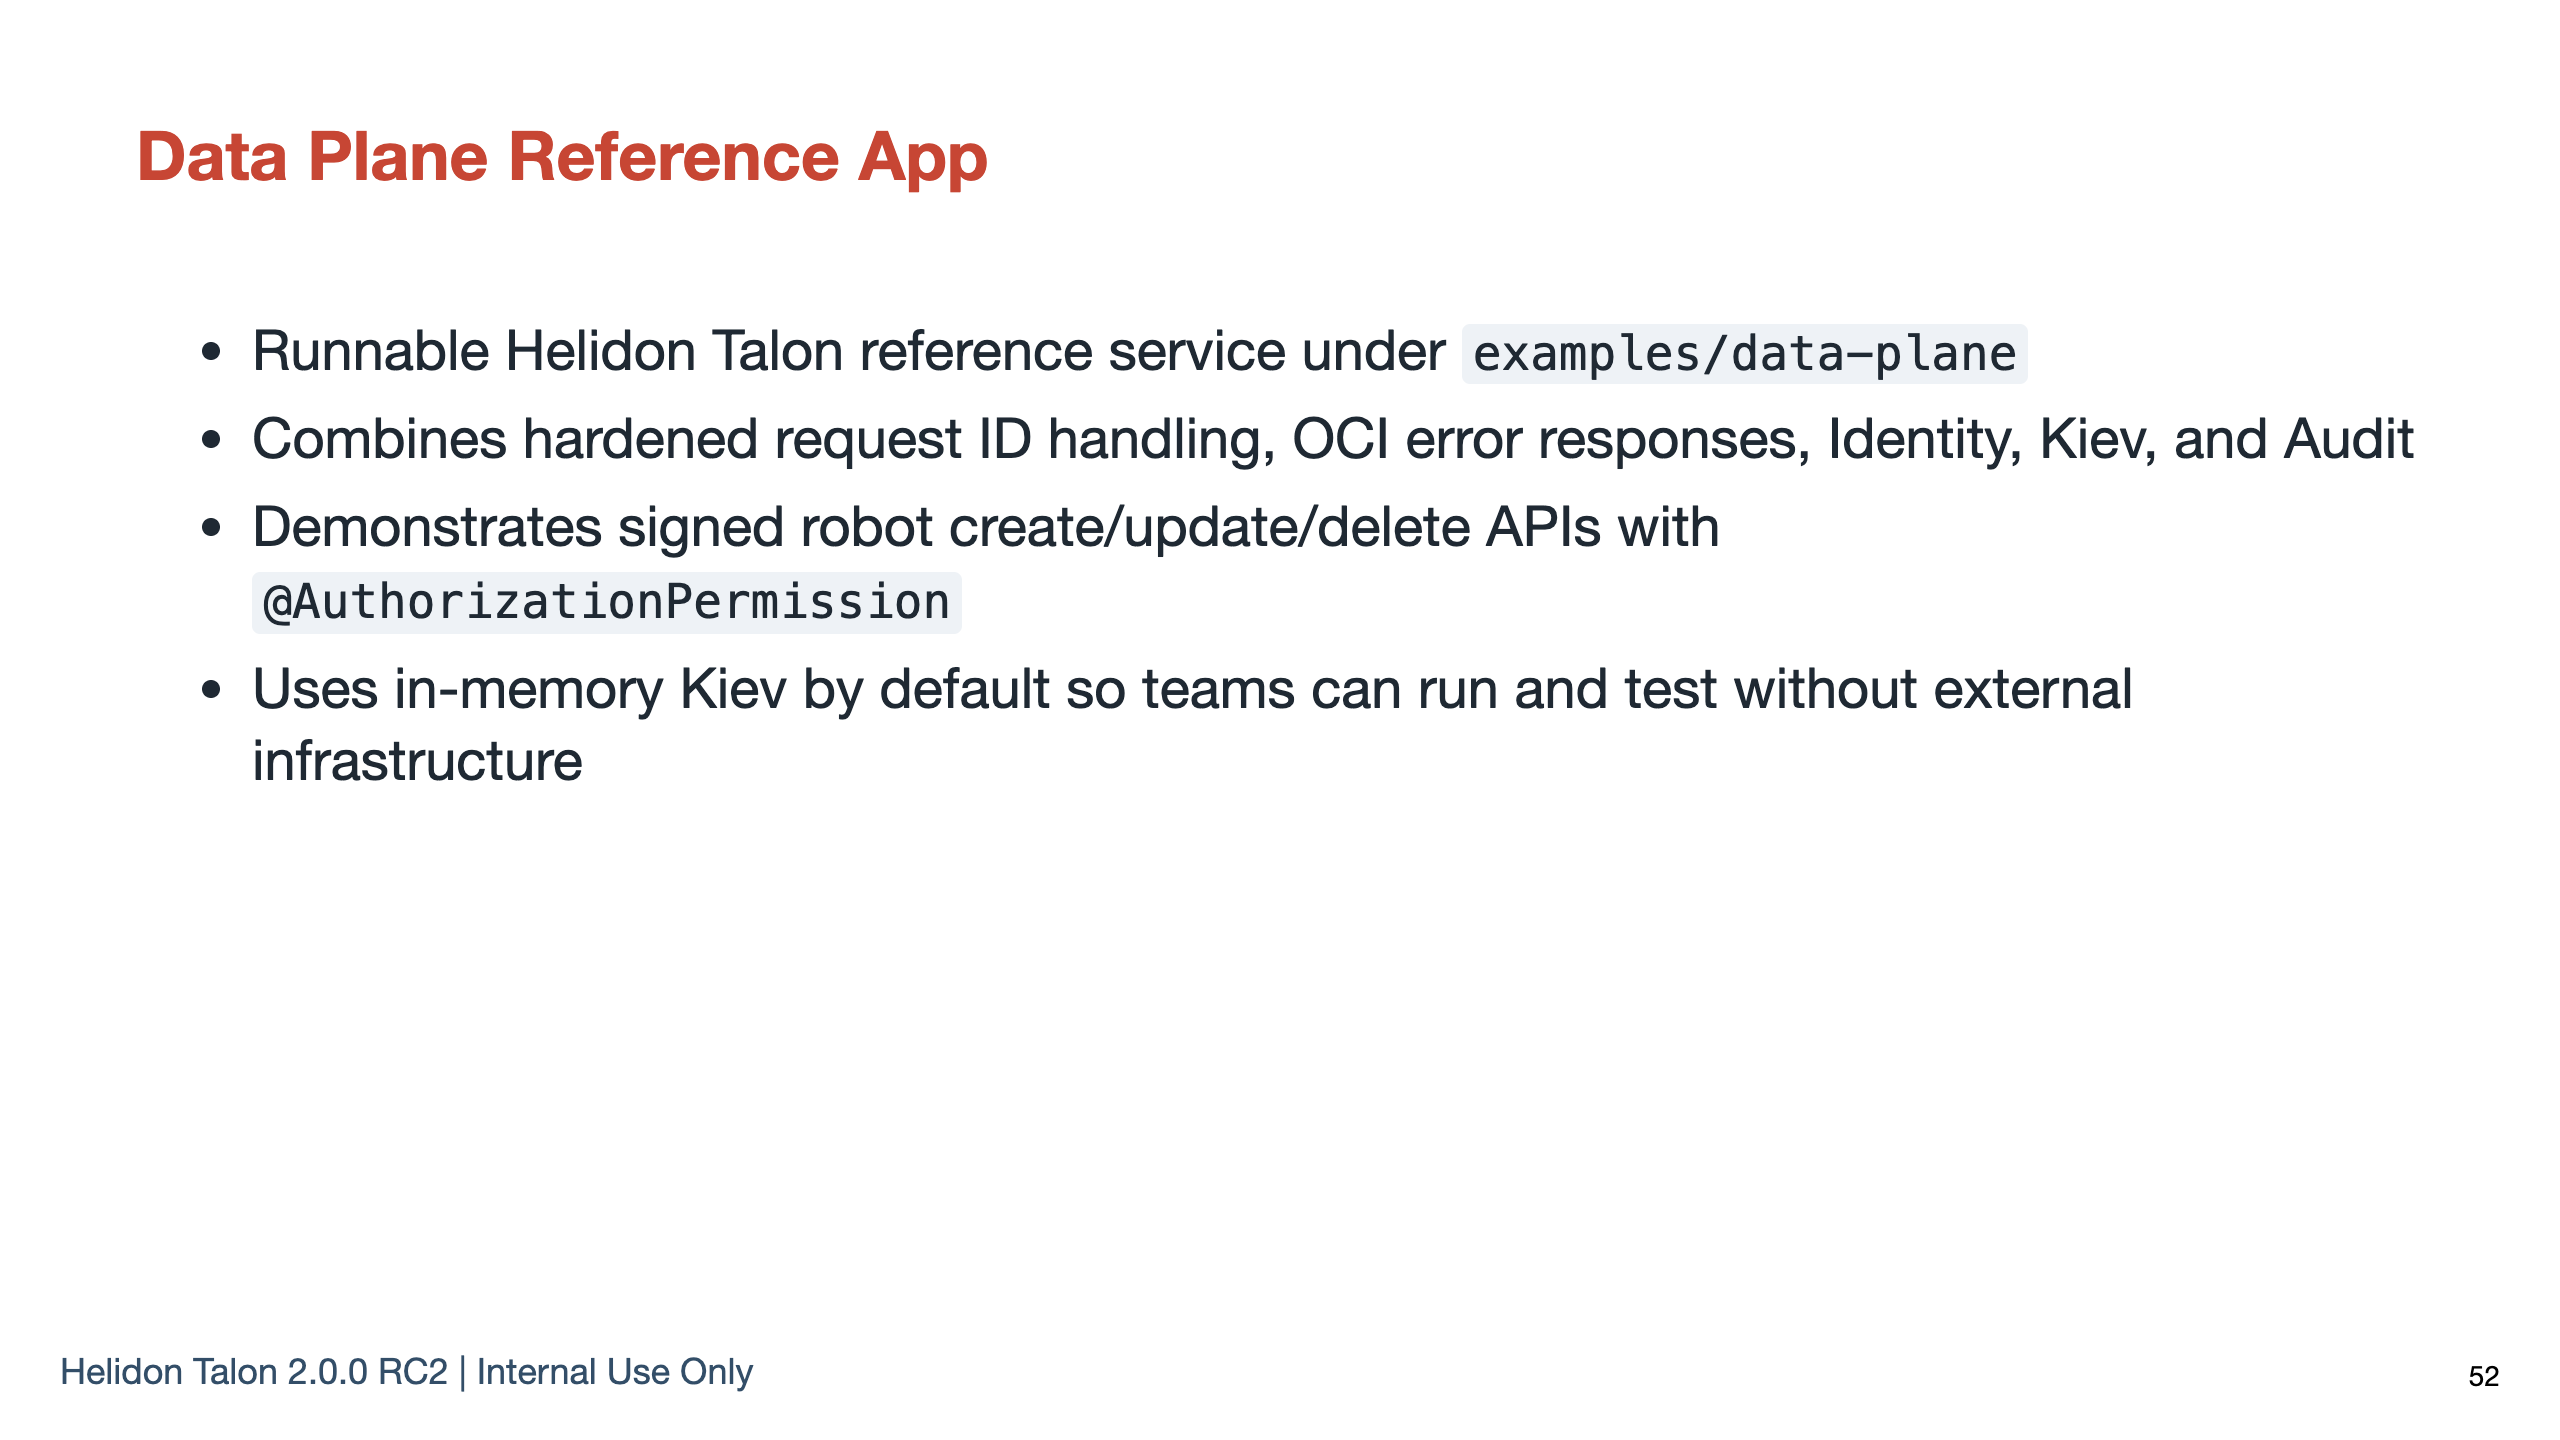 Data Plane Reference App
• Runnable Helidon Talon reference service under examples/data-plane
• Combines hardened request ID handling, OCI error responses, Identity, Kiev, and Audit
• Demonstrates signed robot create/update/delete APIs with
@AuthorizationPermission
• Uses in-memory Kiev by default so teams can run and test without external
infrastructure
Helidon Talon 2.0.0 RC2 | Internal Use Only
52